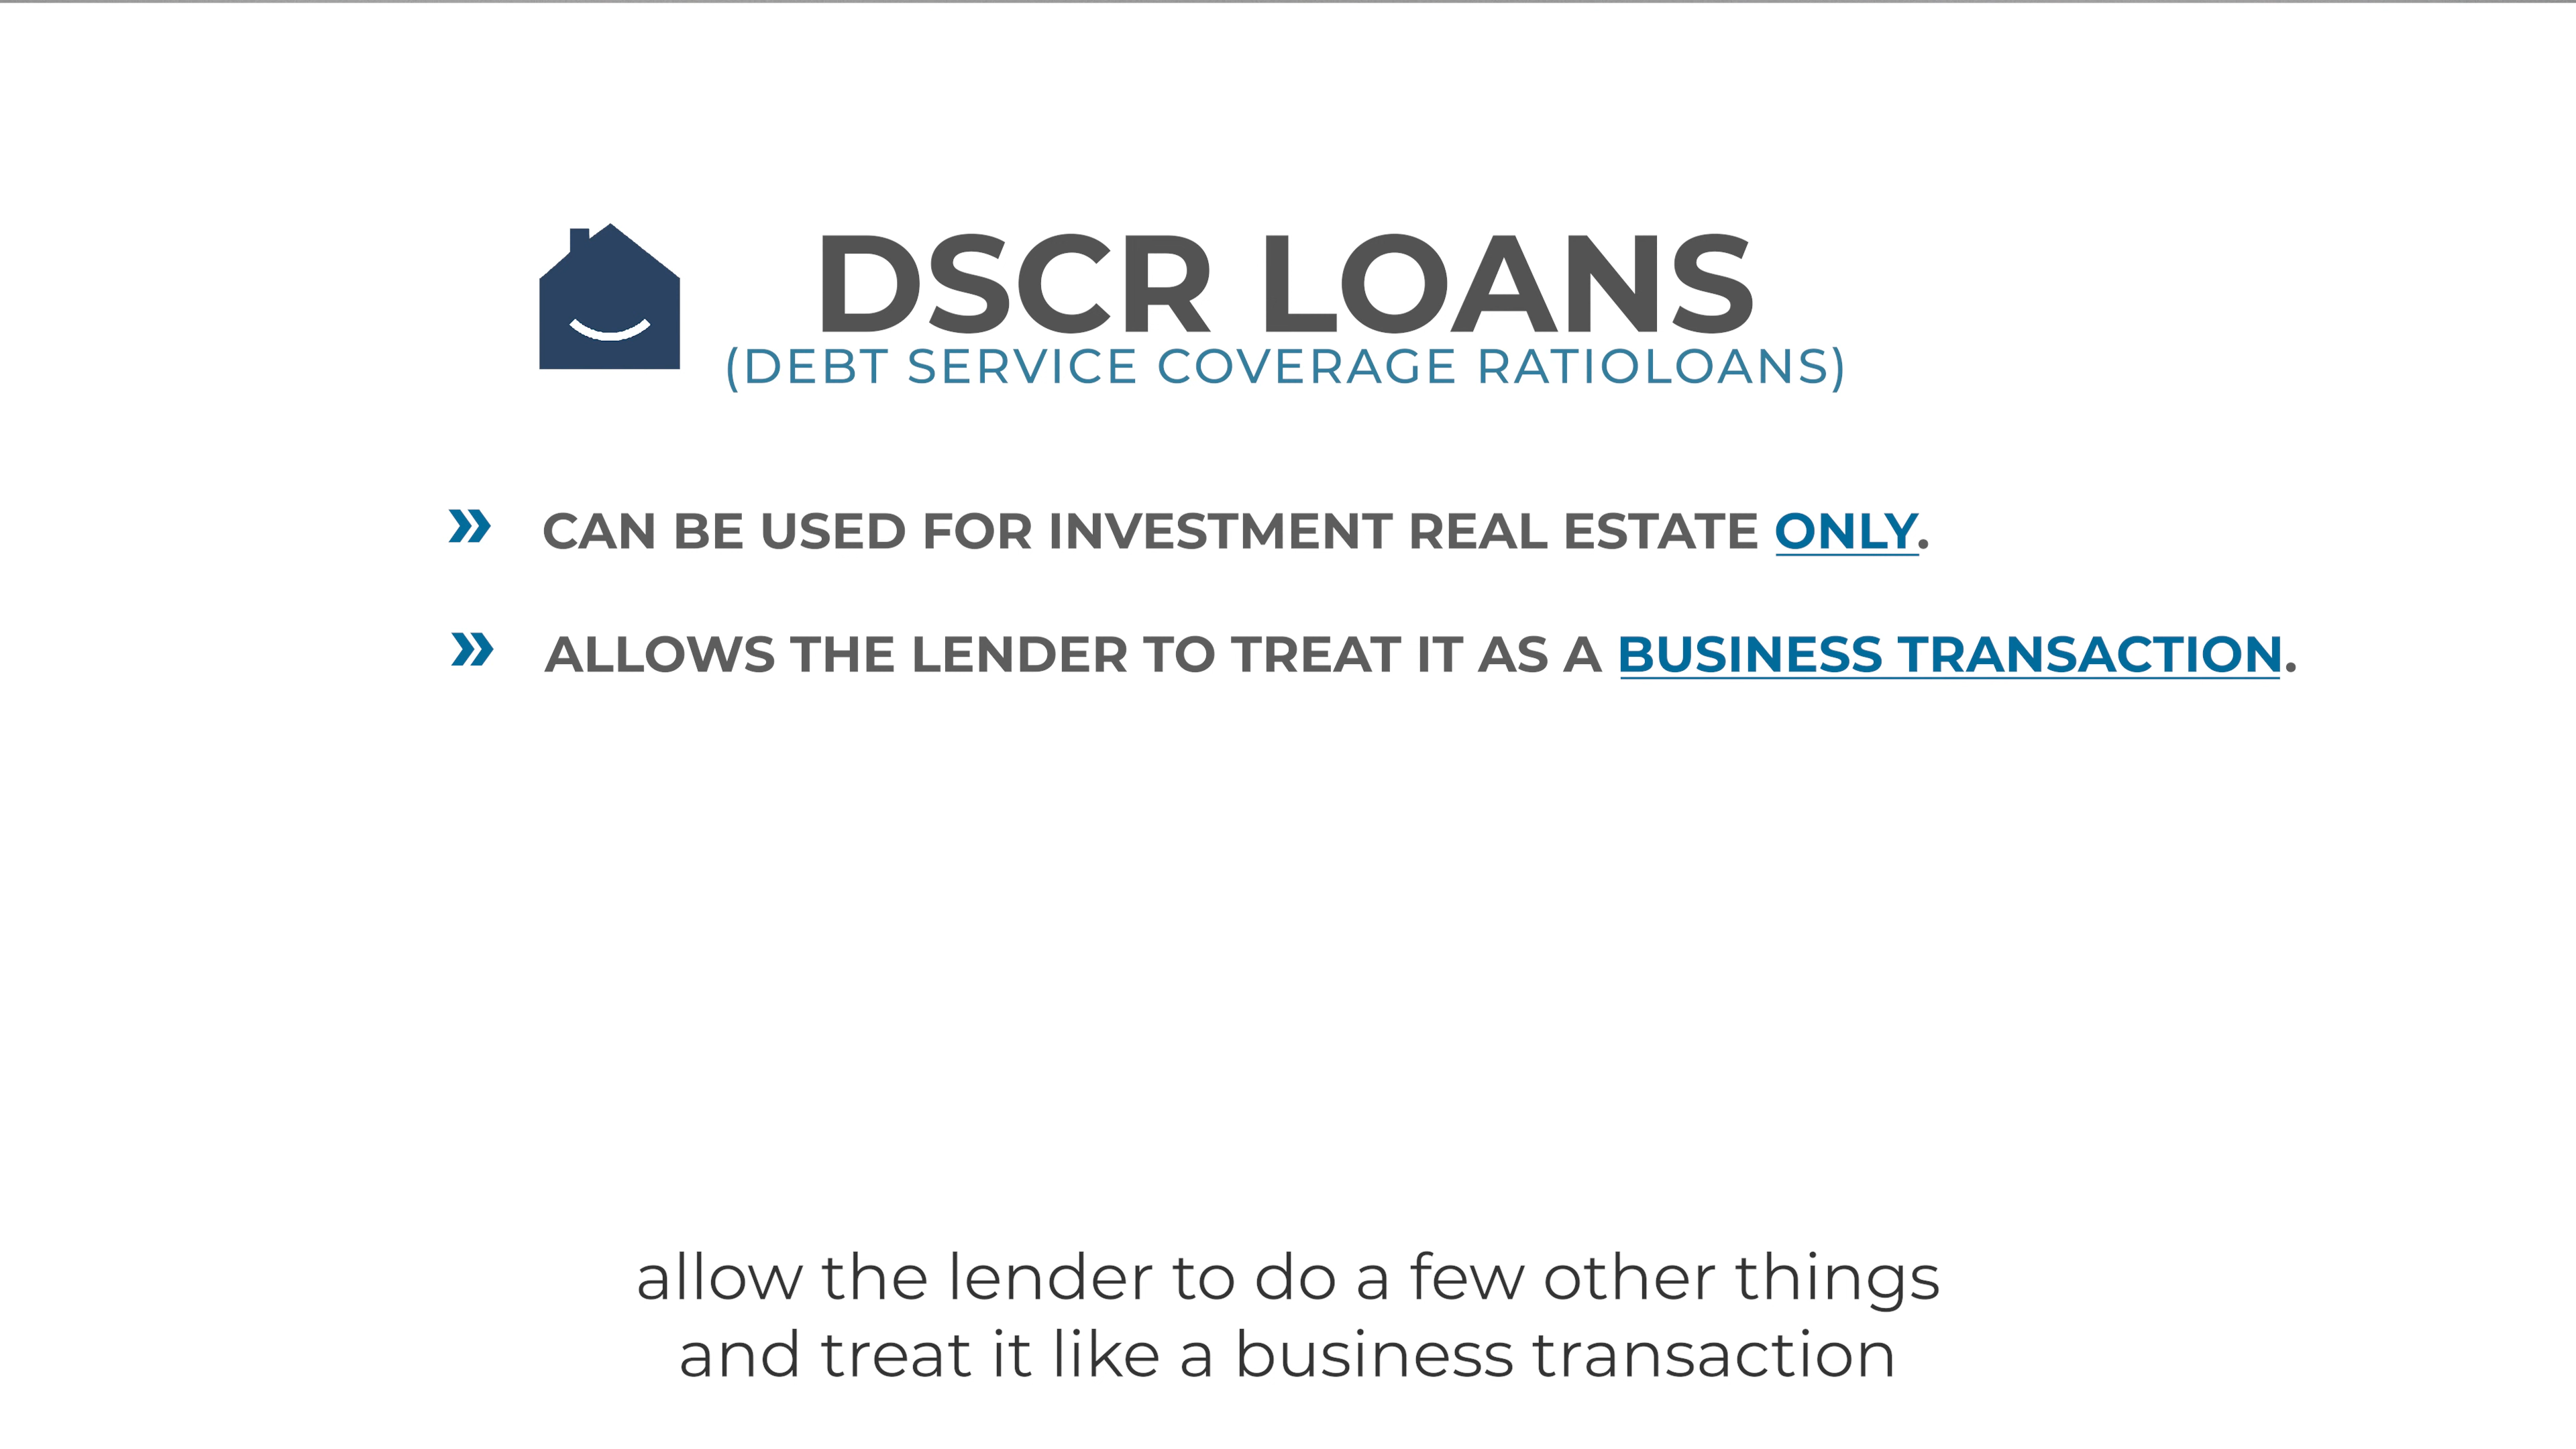 DSCR LOANS
(DEBT SERVICE COVERAGE RATIOLOANS)
» CAN BE USED FOR INVESTMENT REAL ESTATE ONLY.
» ALLOWS THE LENDER TO TREAT IT AS A BUSINESS TRANSACTION.
allow the lender to do a few other things
and treat it like a business transaction